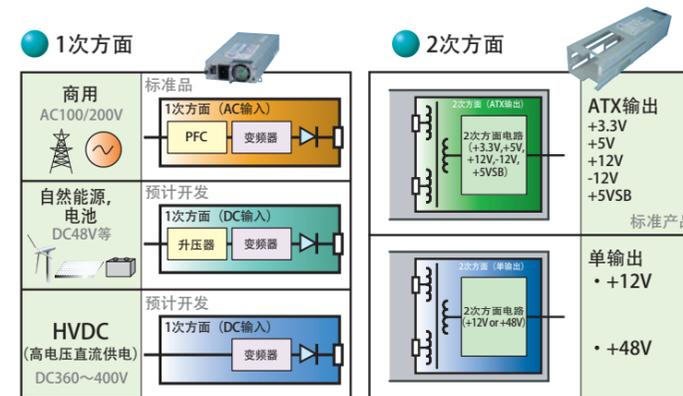 1次方面
商用
AC100/200V
标准品
1次方面（AC输入）
PFC
变频器
自然能源,
电池
DC48V等
预计开发
1次方面（DC输入）
升压器
变频器
HVDC
(高电压直流供电)
DC360～400V
预计开发
1次方面（DC输入）
变频器
2次方面
2次方面（ATX输出）
2次方面电路
(+3.3V,+5V,
+12V,-12V,
+5VSB)
ATX输出
+3.3V
+5V
+12V
-12V
+5VSB
标准产品
2次方面（单输出）
2次方面电路
(+12V or +48V)
单输出
・+12V
・+48V